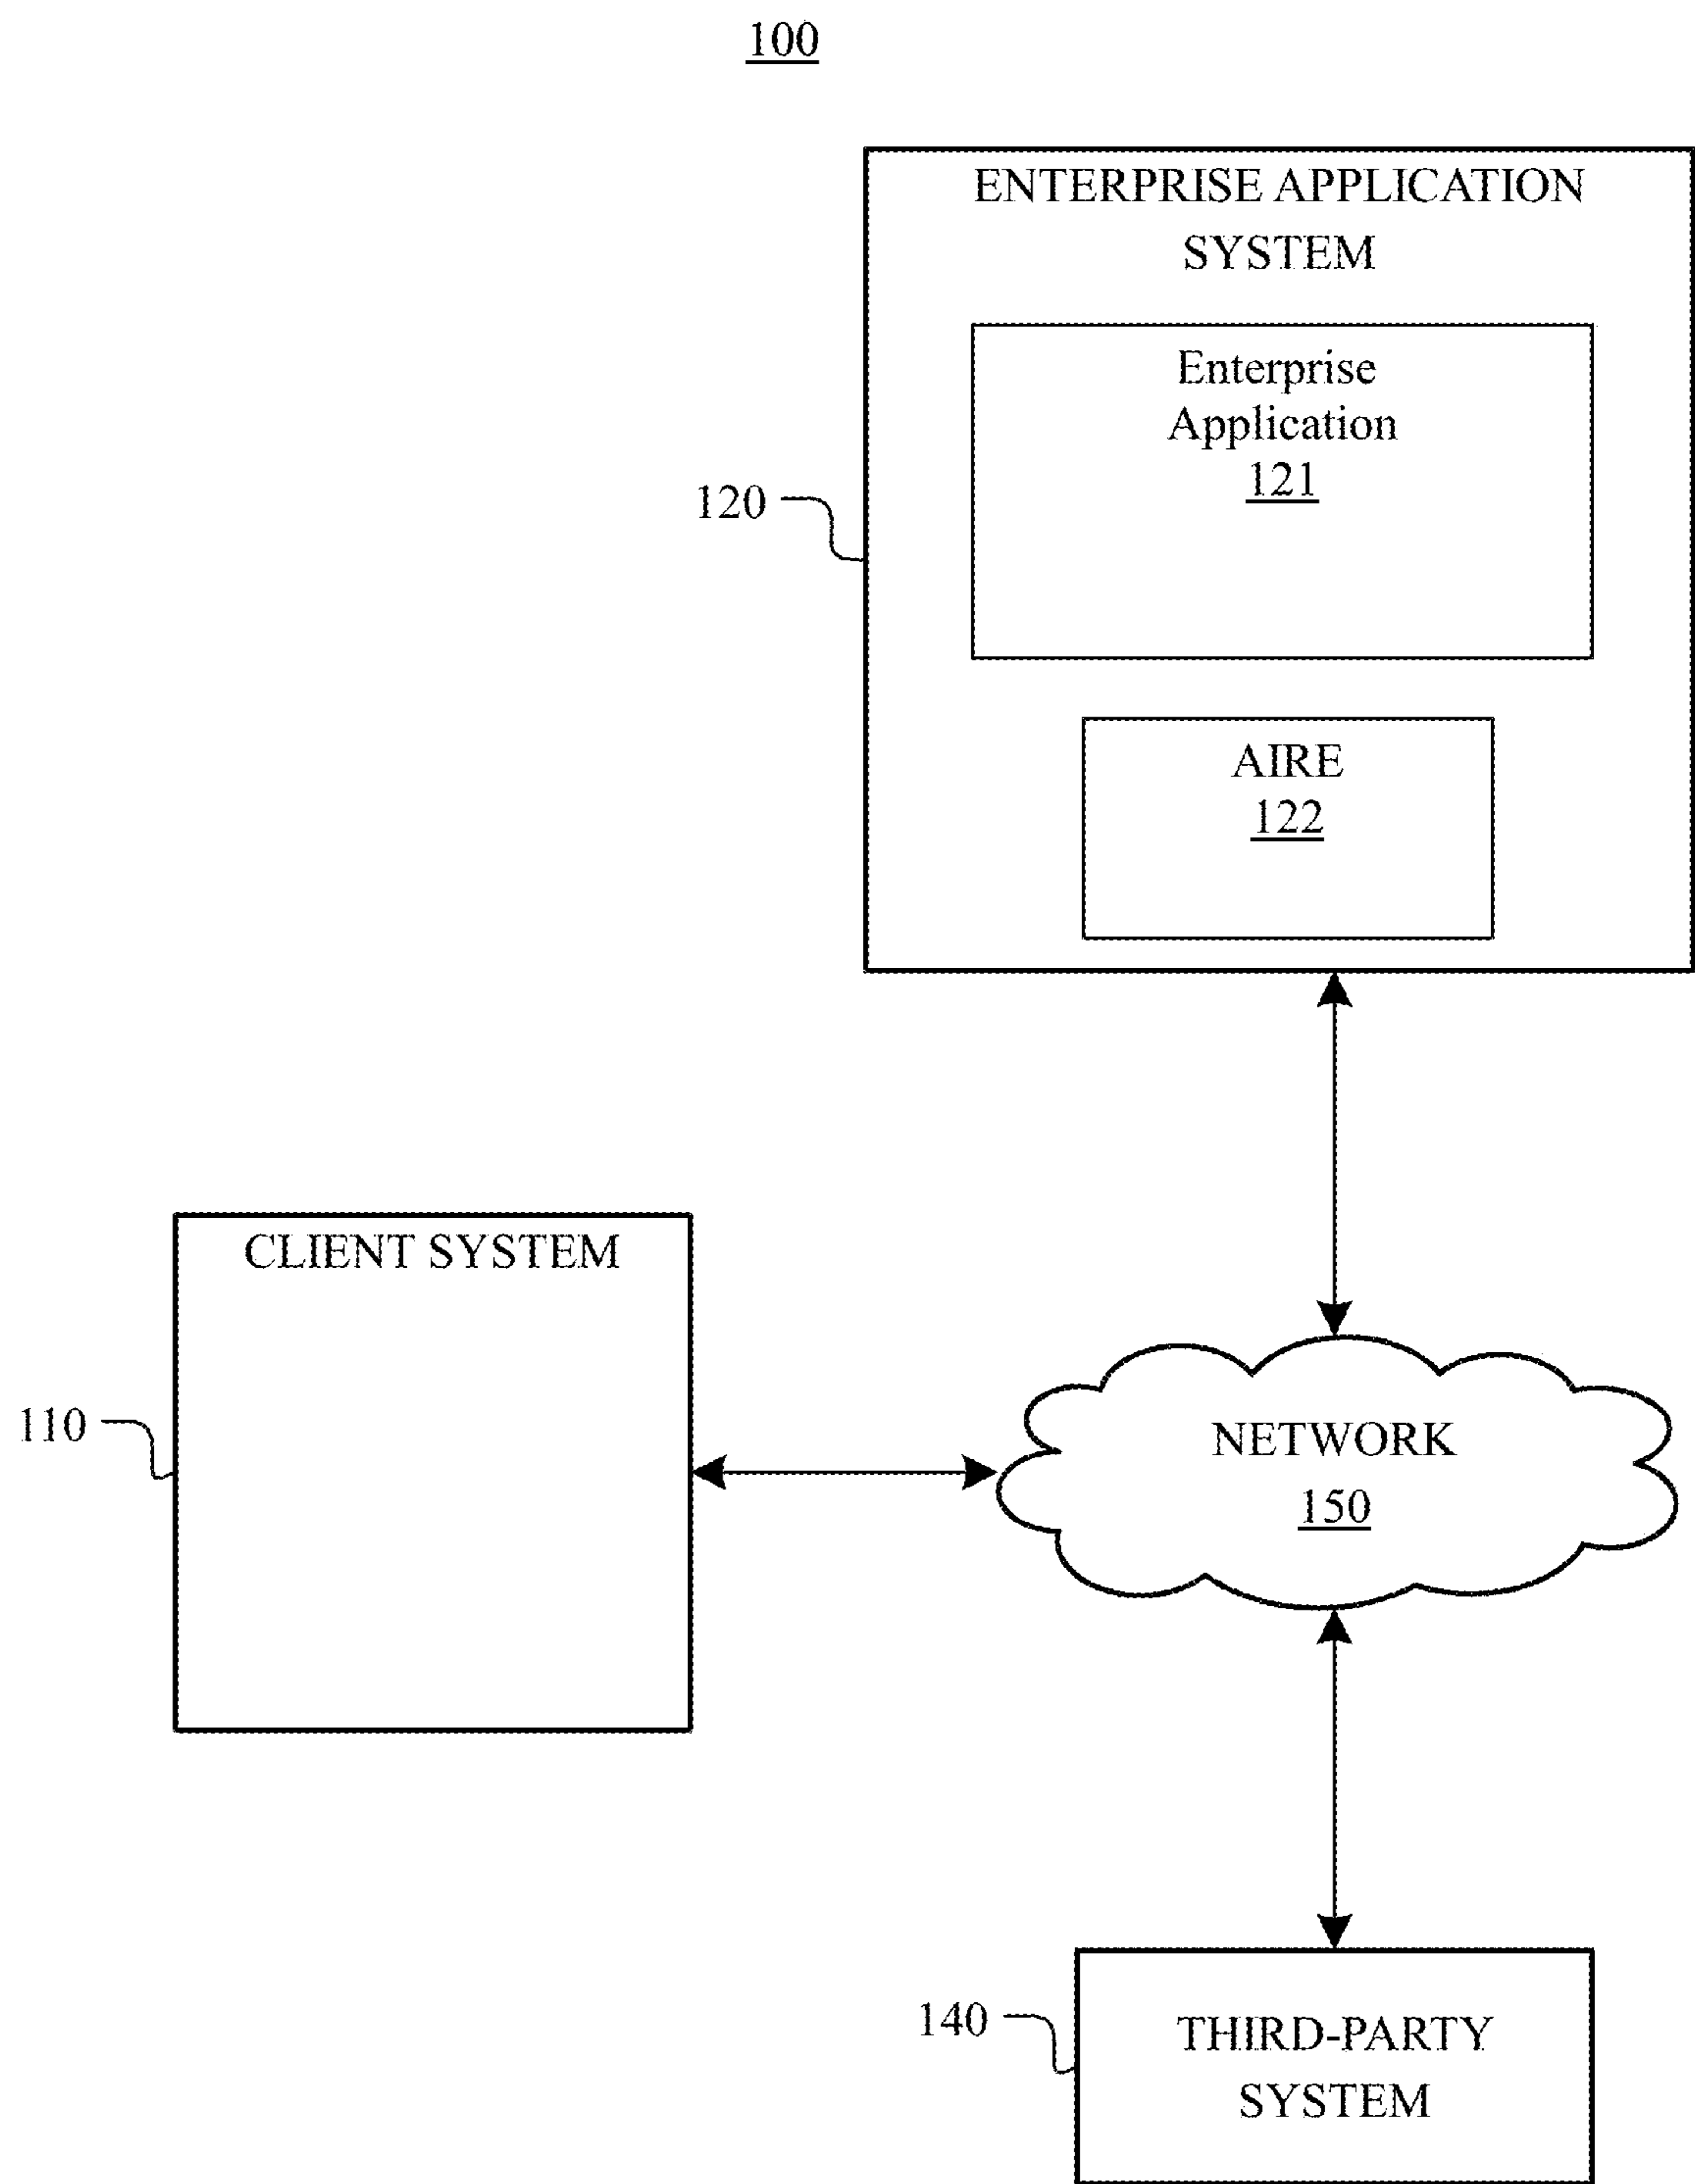 100
ENTERPRISE APPLICATION
SYSTEM
Enterprise
Application
121
120
AIRE
122
CLIENT SYSTEM
110
NETWORK
150
140
THIRD-PARTY
SYSTEM